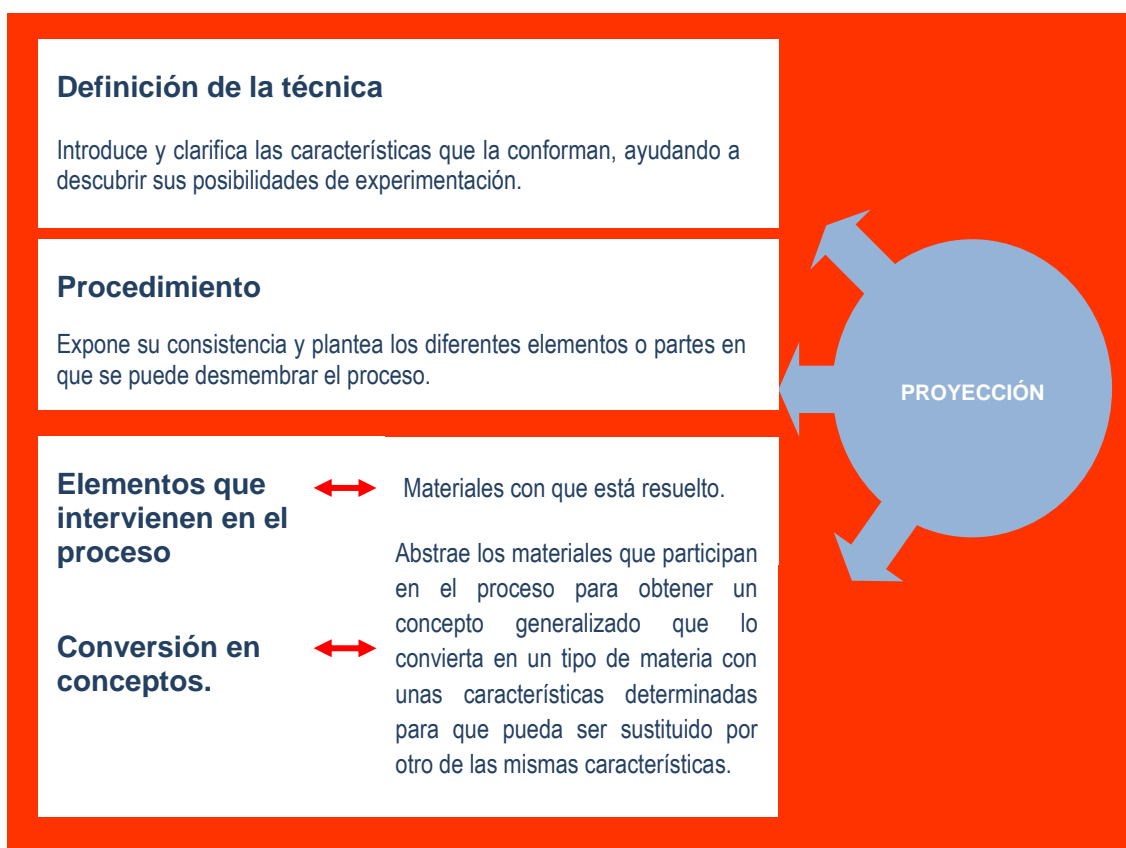 Definición de la técnica
Introduce y clarifica las características que la conforman, ayudando a
descubrir sus posibilidades de experimentación.
Procedimiento
Expone su consistencia y plantea los diferentes elementos o partes en
que se puede desmembrar el proceso.
Elementos que
intervienen en el
proceso
Materiales con que está resuelto.
Conversión en
conceptos.
Abstrae los materiales que participan
en el proceso para obtener un
concepto generalizado que lo
convierta en un tipo de materia con
unas características determinadas
para que pueda ser sustituido por
otro de las mismas características.
PROYECCIÓN